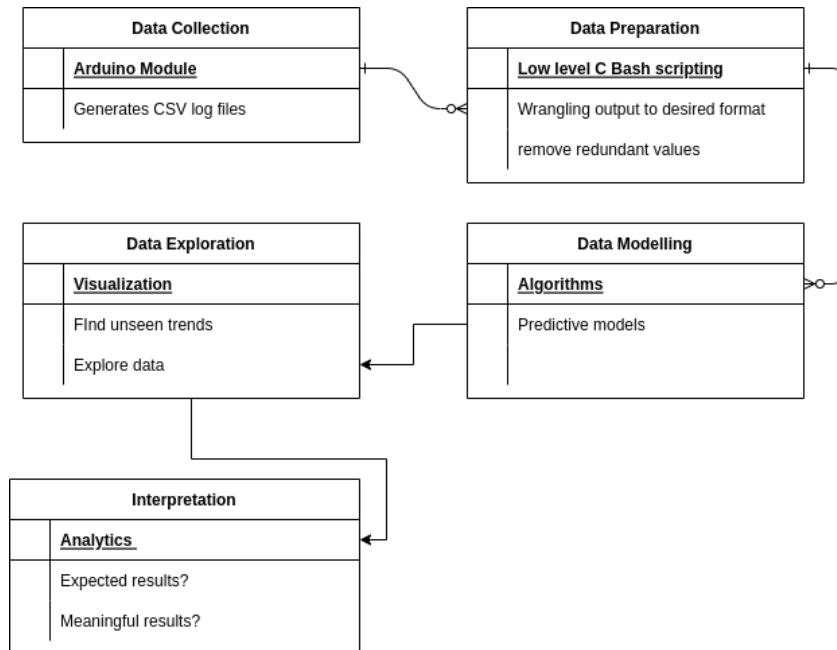 Data Collection
Arduino Module
Generates CSV log files
Data Preparation
Low level C Bash scripting
Wrangling output to desired format
remove redundant values
Data Exploration
Visualization
FInd unseen trends
Explore data
Data Modelling
Algorithms
Predictive models
Interpretation
Analytics
Expected results?
Meaningful results?